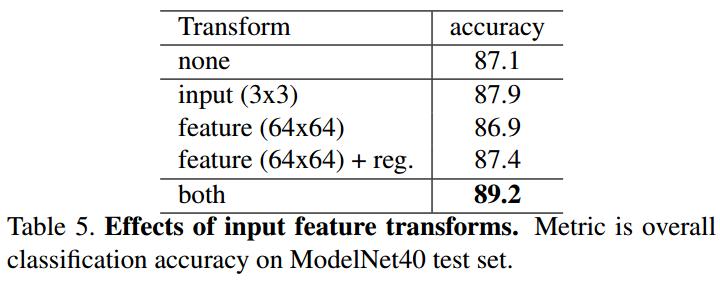 Transform accuracy
none 87.1
input (3x3) 87.9
feature (64x64) 86.9
feature (64x64) + reg. 87.4
both 89.2
Table 5. Effects of input feature transforms. Metric is overall
classification accuracy on ModelNet40 test set.